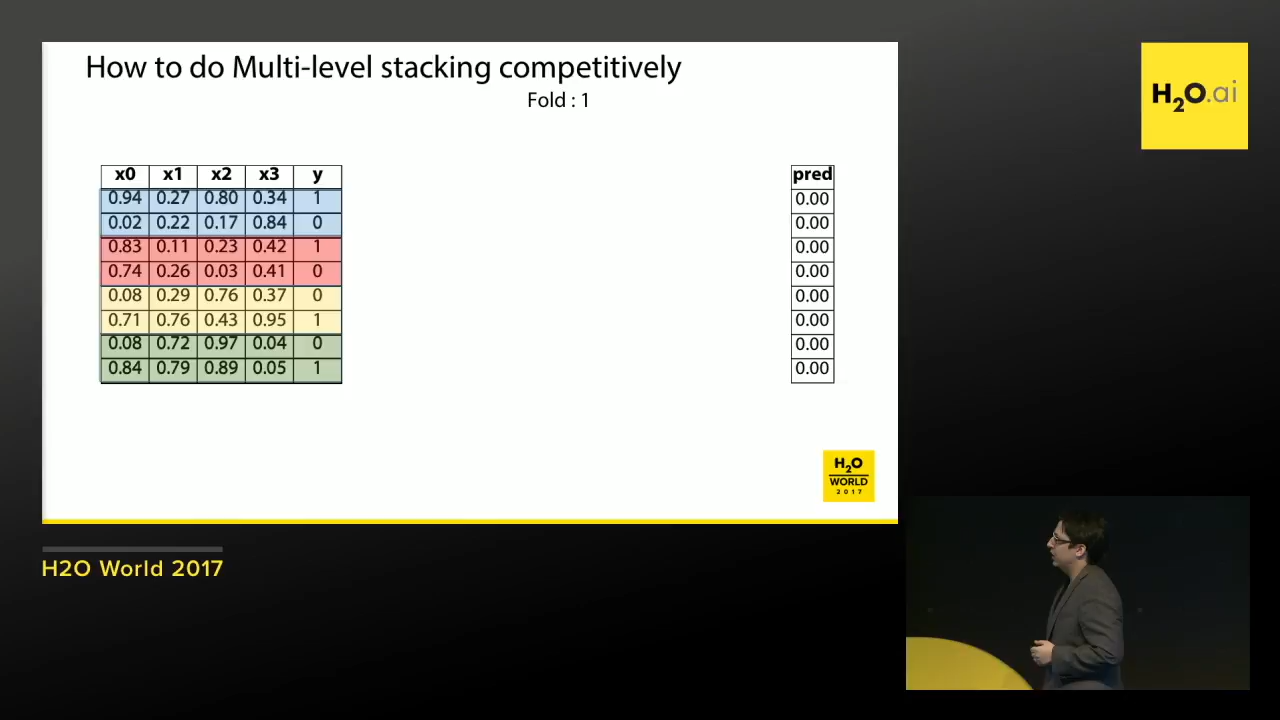 How to do Multi-level stacking competitively
Fold : 1
x0 x1 x2 x3 y
0.94 0.27 0.80 0.34 1
0.02 0.22 0.17 0.84 0
0.83 0.11 0.23 0.42 1
0.74 0.26 0.03 0.41 0
0.08 0.29 0.76 0.37 0
0.71 0.76 0.43 0.95 1
0.08 0.72 0.97 0.04 0
0.84 0.79 0.89 0.05 1
pred
0.00
0.00
0.00
0.00
0.00
0.00
0.00
0.00
H2O
WORLD
2017
H2O.ai
H2O World 2017